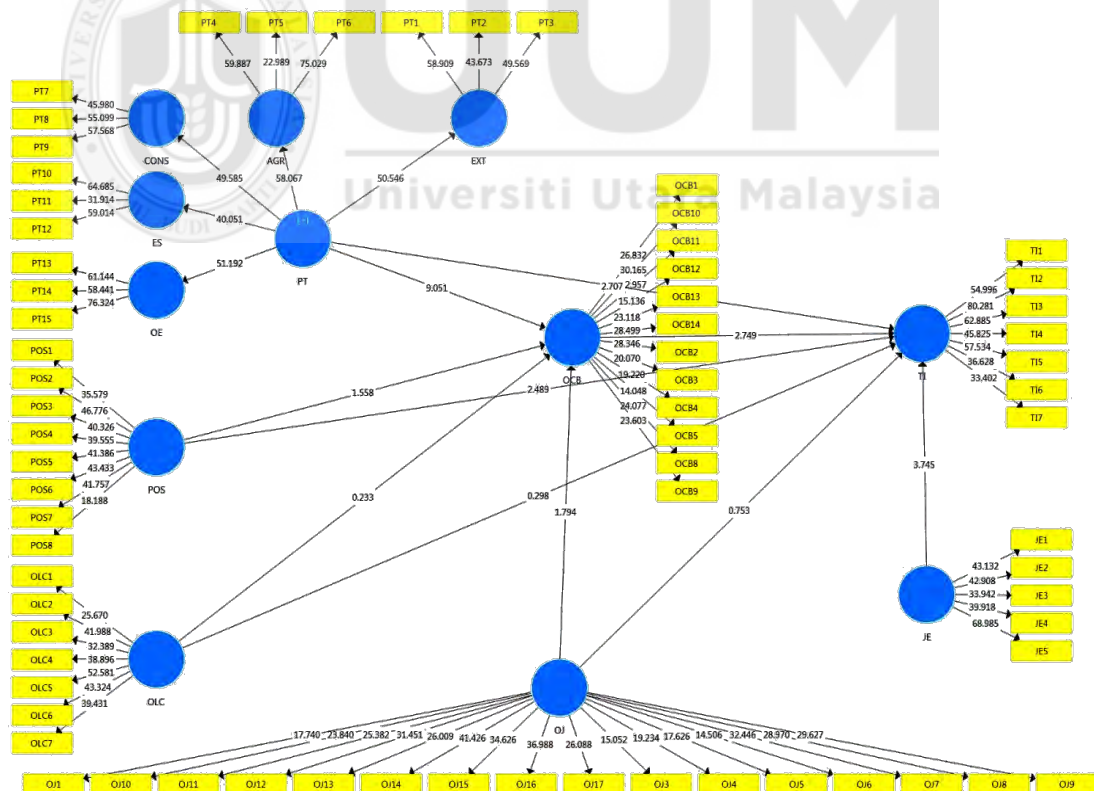 UUM
Universiti Utara Malaysia
PT4
PT5
PT6
PT1
PT2
PT3
59.887
22.989
75.029
58.909
43.673
49.569
AGR
EXT
PT7
PT8
PT9
45.980
55.099
57.568
CONS
PT10
PT11
PT12
64.685
31.914
59.014
ES
PT13
PT14
PT15
61.144
58.441
76.324
OE
49.585
58.067
50.546
40.051
51.192
PT
9.051
2.707
OCB1
OCB10
OCB11
OCB12
OCB13
OCB14
OCB2
OCB3
OCB4
OCB5
OCB8
OCB9
26.832
30.165
2.957
15.136
23.118
28.499
28.346
20.070
19.220
14.048
24.077
23.603
OCB
2.749
TI1
TI2
TI3
TI4
TI5
TI6
TI7
54.996
80.281
62.885
45.825
57.534
36.628
33.402
TI
POS1
POS2
POS3
POS4
POS5
POS6
POS7
POS8
35.579
46.776
40.326
39.555
41.386
43.433
41.757
18.188
POS
1.558
2.489
OLC1
OLC2
OLC3
OLC4
OLC5
OLC6
OLC7
25.670
41.988
32.389
38.896
52.581
43.324
39.431
OLC
0.233
0.298
1.794
0.753
3.745
JE1
JE2
JE3
JE4
JE5
43.132
42.908
33.942
39.918
68.985
JE
OJ
17.740
23.840
25.382
31.451
26.009
41.426
34.626
36.988
26.088
15.052
19.234
17.626
14.506
32.446
28.970
29.627
OJ1
OJ10
OJ11
OJ12
OJ13
OJ14
OJ15
OJ16
OJ17
OJ3
OJ4
OJ5
OJ6
OJ7
OJ8
OJ9